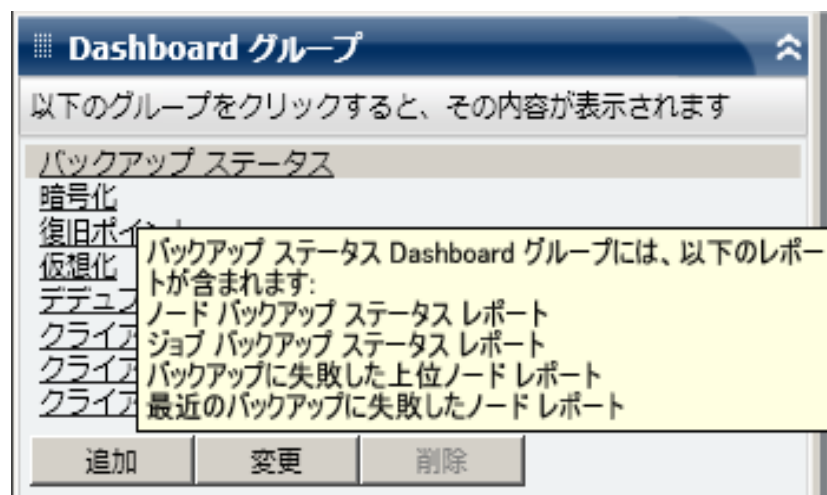 Dashboard グループ
以下のグループをクリックすると、その内容が表示されます
バックアップ ステータス
暗号化
復旧ポイント
仮想化
バックアップ ステータス Dashboard グループには、以下のレポー
トが含まれます:
ノード バックアップ ステータス レポート
ジョブ バックアップ ステータス レポート
バックアップに失敗した上位ノード レポート
最近のバックアップに失敗したノード レポート
追加 変更 削除